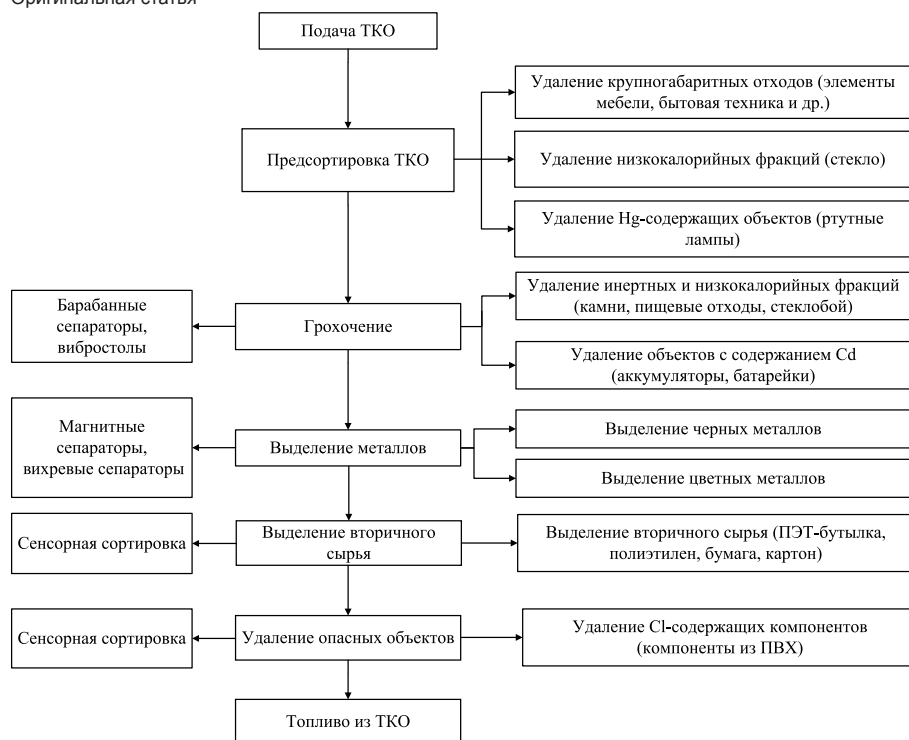 Оригинальная статья
Подача ТКО
Предсортировка ТКО
Удаление крупногабаритных отходов (элементы
мебели, бытовая техника и др.)
Удаление низкокалорийных фракций (стекло)
Удаление Hg-содержащих объектов (ртутные
лампы)
Барабанные
сепараторы,
вибростолы
Грохочение
Удаление инертных и низкокалорийных фракций
(камни, пищевые отходы, стеклобой)
Удаление объектов с содержанием Cd
(аккумуляторы, батарейки)
Магнитные
сепараторы,
вихревые сепараторы
Выделение металлов
Выделение черных металлов
Выделение цветных металлов
Сенсорная сортировка
Выделение вторичного
сырья
Выделение вторичного сырья (ПЭТ-бутылка,
полиэтилен, бумага, картон)
Сенсорная сортировка
Удаление опасных объектов
Удаление Cl-содержащих компонентов
(компоненты из ПВХ)
Топливо из ТКО